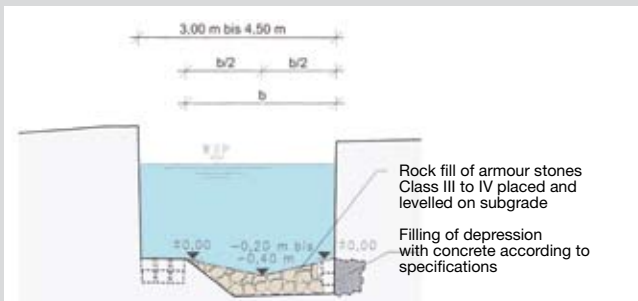 3,00 m bis 4,50 m
b/2 b/2
b
Rock fill of armour stones
Class III to IV placed and
levelled on subgrade
±0,00 -0,20 m bis ±0,00
-0,40 m
Filling of depression
with concrete according to
specifications